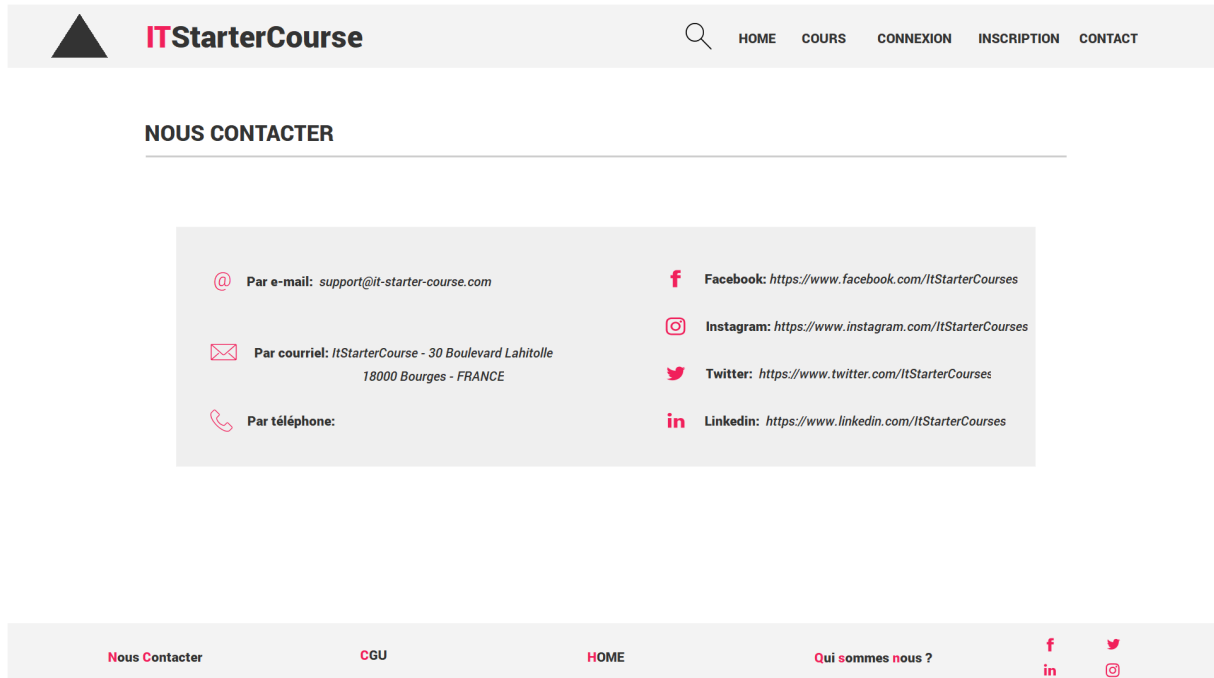 ITStarterCourse
HOME COURS CONNEXION INSCRIPTION CONTACT
NOUS CONTACTER
Par e-mail: support@it-starter-course.com
Par courriel: ItStarterCourse - 30 Boulevard Lahitolle
18000 Bourges - FRANCE
Par téléphone:
Facebook: https://www.facebook.com/ItStarterCourses
Instagram: https://www.instagram.com/ItStarterCourses
Twitter: https://www.twitter.com/ItStarterCourses
Linkedin: https://www.linkedin.com/ItStarterCourses
Nous Contacter CGU HOME Qui sommes nous ?